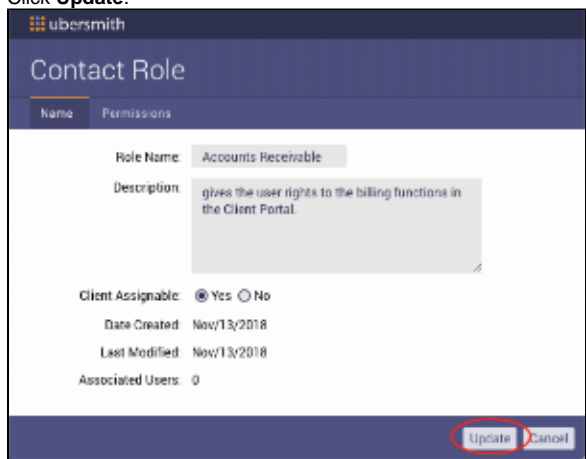 Click Update.
ubersmith
Contact Role
Name Permissions
Role Name: Accounts Receivable
Description: gives the user rights to the billing functions in
the Client Portal.
Client Assignable: Yes No
Date Created: Nov/13/2018
Last Modified: Nov/13/2018
Associated Users: 0
Update Cancel